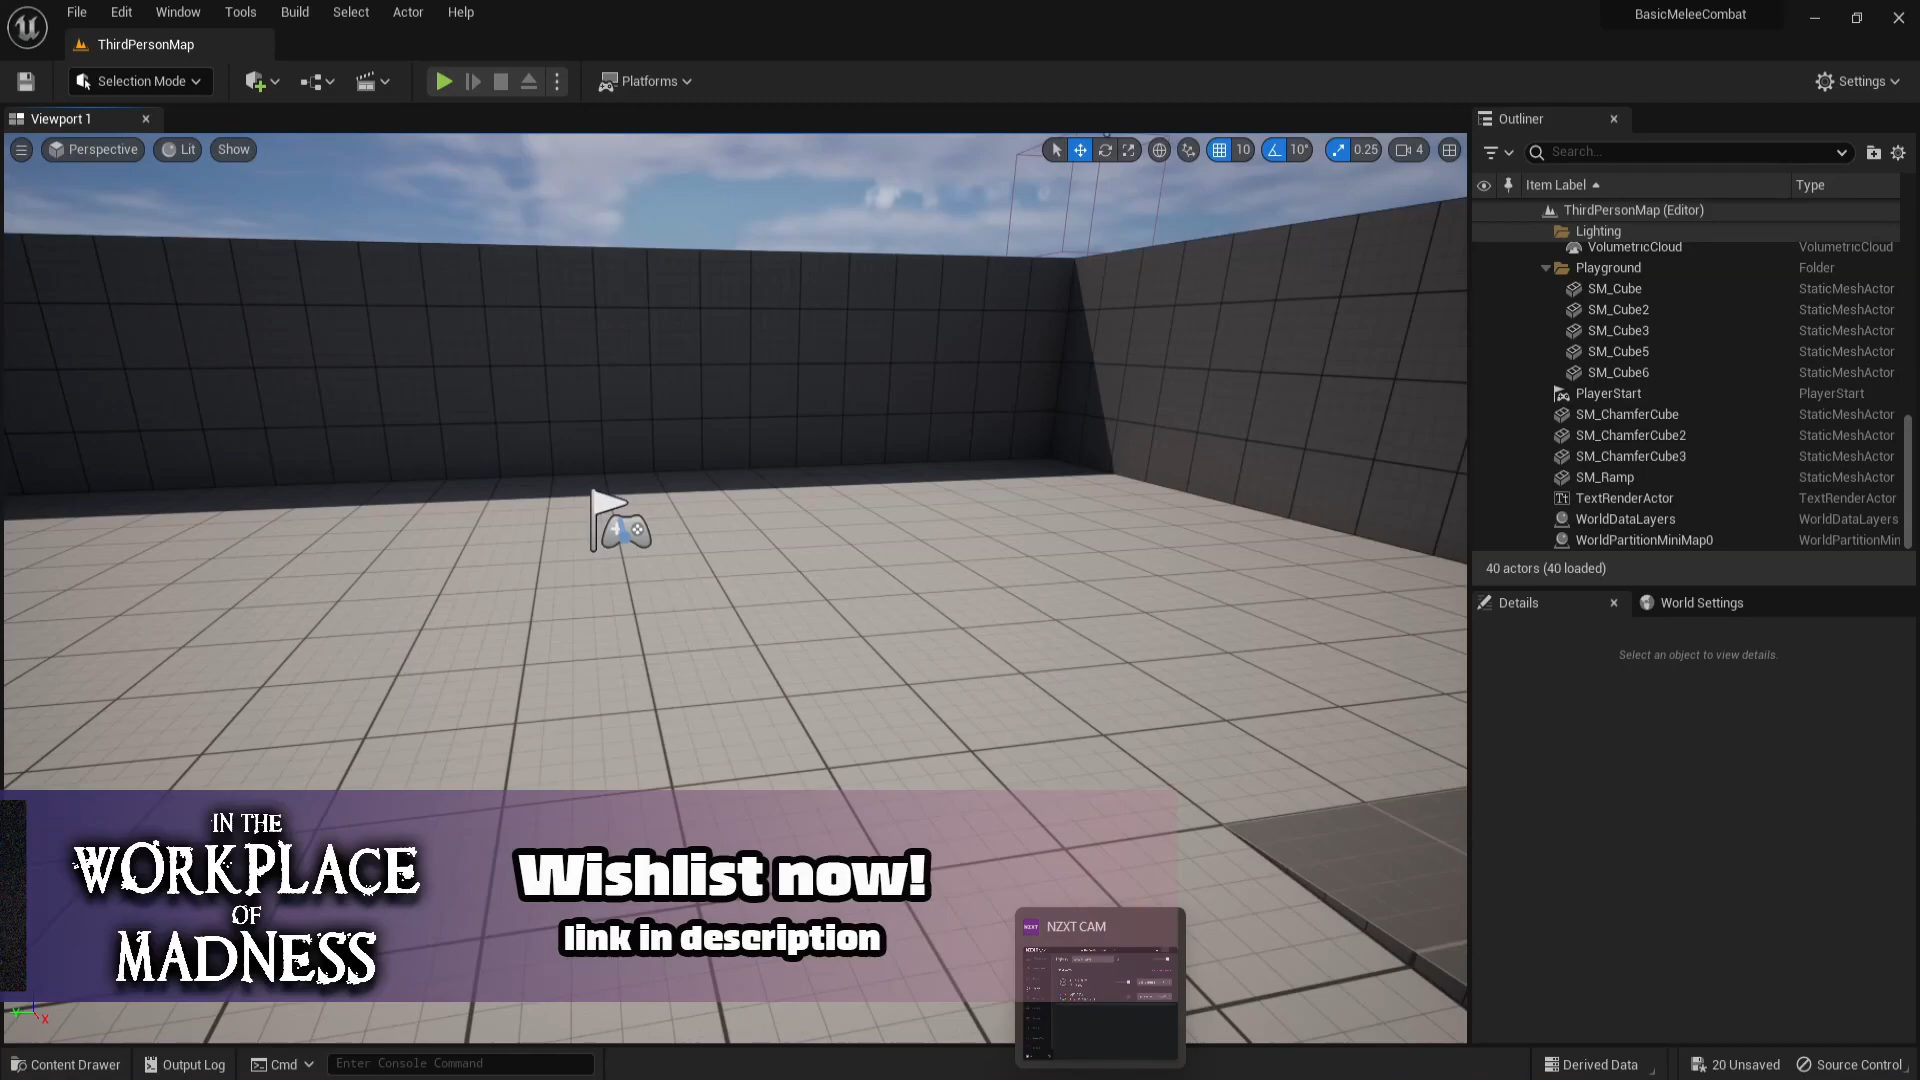 File Edit Window Tools Build Select Actor Help
BasicMeleeCombat
ThirdPersonMap
Selection Mode
Platforms
Settings
Viewport 1
Perspective
Lit
Show
10
10°
0.25
4
Outliner
Search...
Item Label Type
ThirdPersonMap (Editor)
Lighting
VolumetricCloud VolumetricCloud
Playground Folder
SM_Cube StaticMeshActor
SM_Cube2 StaticMeshActor
SM_Cube3 StaticMeshActor
SM_Cube5 StaticMeshActor
SM_Cube6 StaticMeshActor
PlayerStart PlayerStart
SM_ChamferCube StaticMeshActor
SM_ChamferCube2 StaticMeshActor
SM_ChamferCube3 StaticMeshActor
SM_Ramp StaticMeshActor
TextRenderActor TextRenderActor
WorldDataLayers WorldDataLayers
WorldPartitionMiniMap0 WorldPartitionMin
40 actors (40 loaded)
Details
World Settings
Select an object to view details.
IN THE
WORKPLACE
OF
MADNESS
Wishlist now!
link in description
NZXT
NZXT CAM
Y
X
Content Drawer
Output Log
Cmd
Enter Console Command
Derived Data
20 Unsaved
Source Control